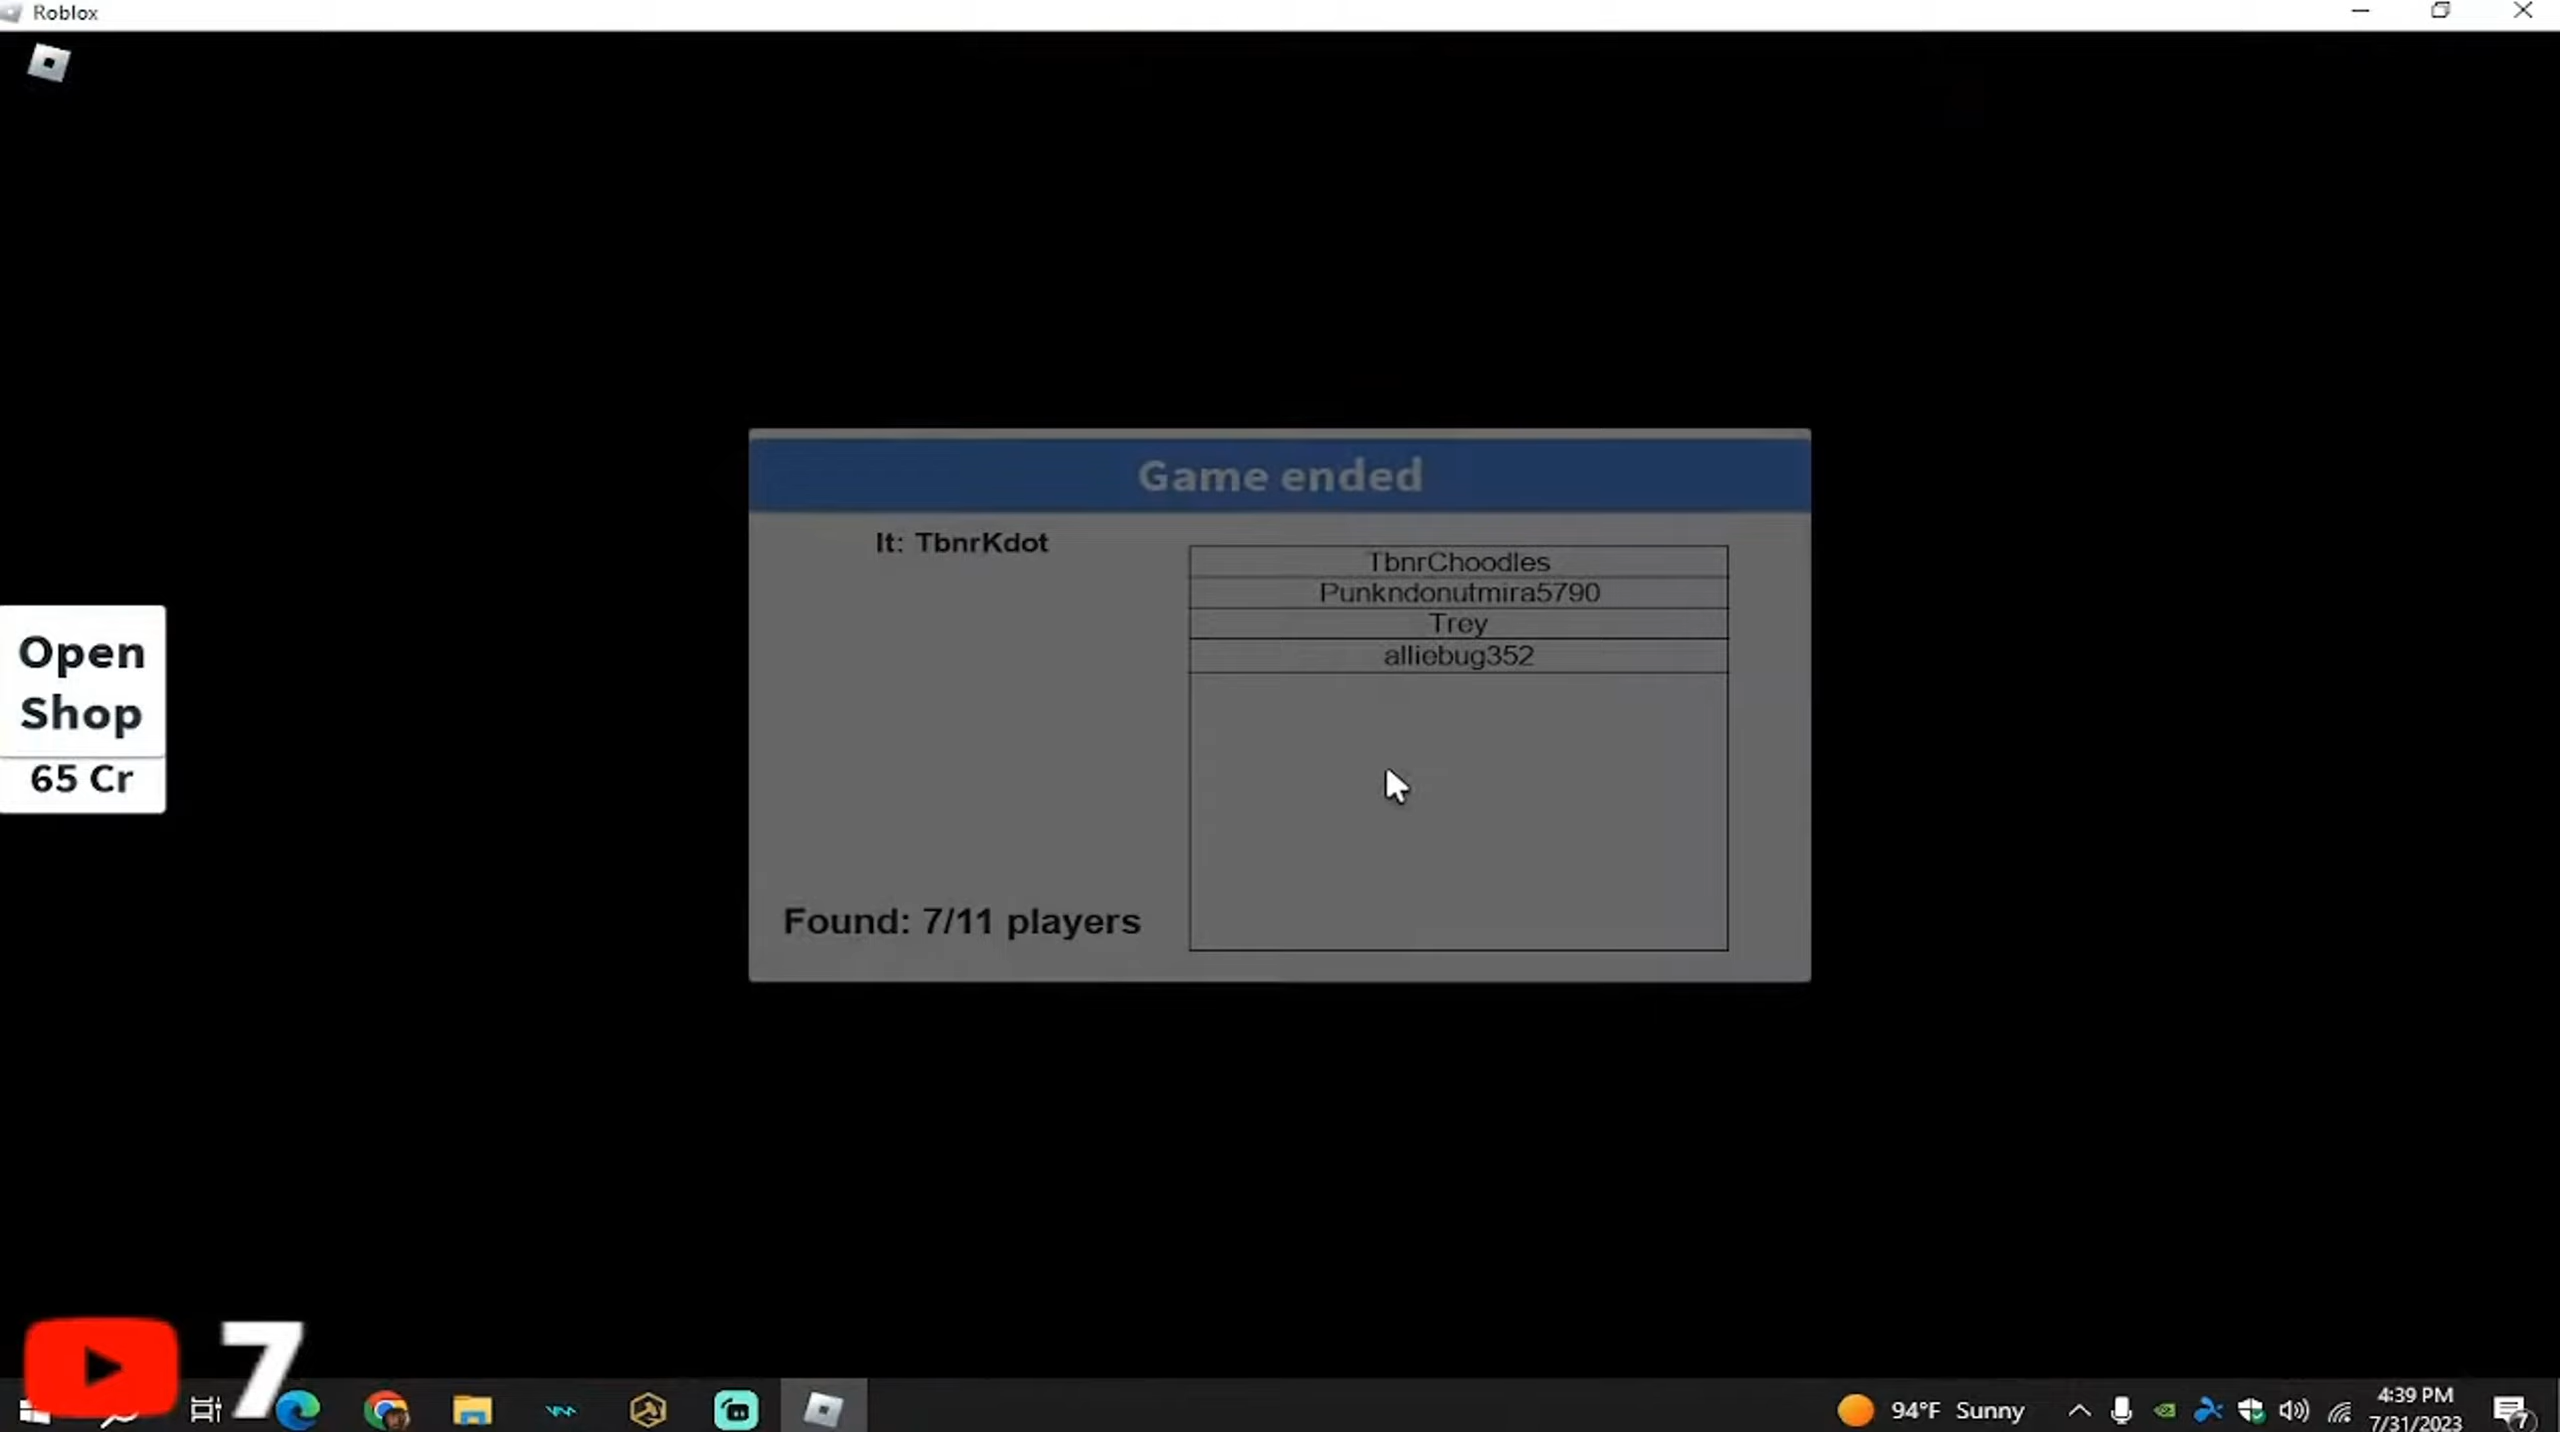 Roblox
Game ended
It: TbnrKdot
TbnrChoodles
Punkndonutmira5790
Trey
alliebug352
Found: 7/11 players
Open
Shop
65 Cr
7
94°F Sunny
4:39 PM
7/31/2023
7